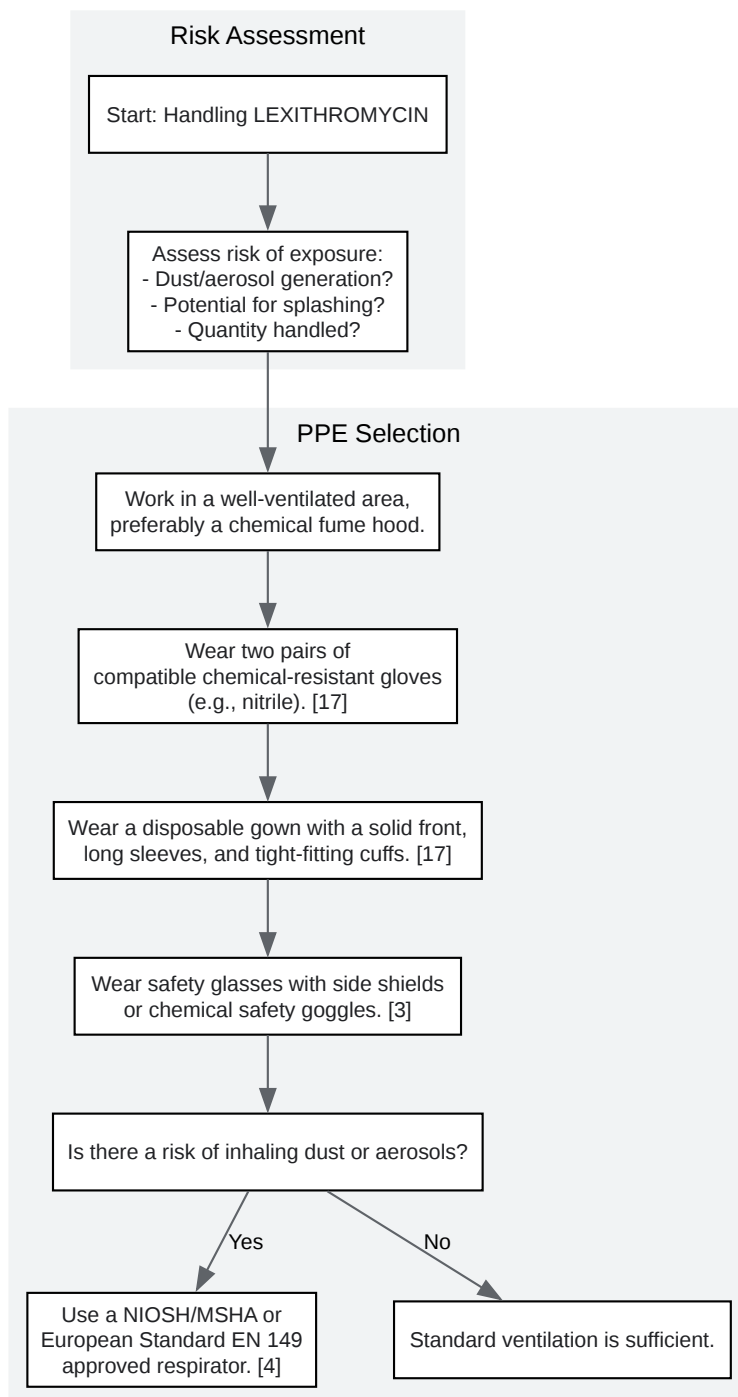 Risk Assessment
Start: Handling LEXITHROMYCIN
Assess risk of exposure:
- Dust/aerosol generation?
- Potential for splashing?
- Quantity handled?
PPE Selection
Work in a well-ventilated area,
preferably a chemical fume hood.
Wear two pairs of
compatible chemical-resistant gloves
(e.g., nitrile). [17]
Wear a disposable gown with a solid front,
long sleeves, and tight-fitting cuffs. [17]
Wear safety glasses with side shields
or chemical safety goggles. [3]
Is there a risk of inhaling dust or aerosols?
Yes
No
Use a NIOSH/MSHA or
European Standard EN 149
approved respirator. [4]
Standard ventilation is sufficient.